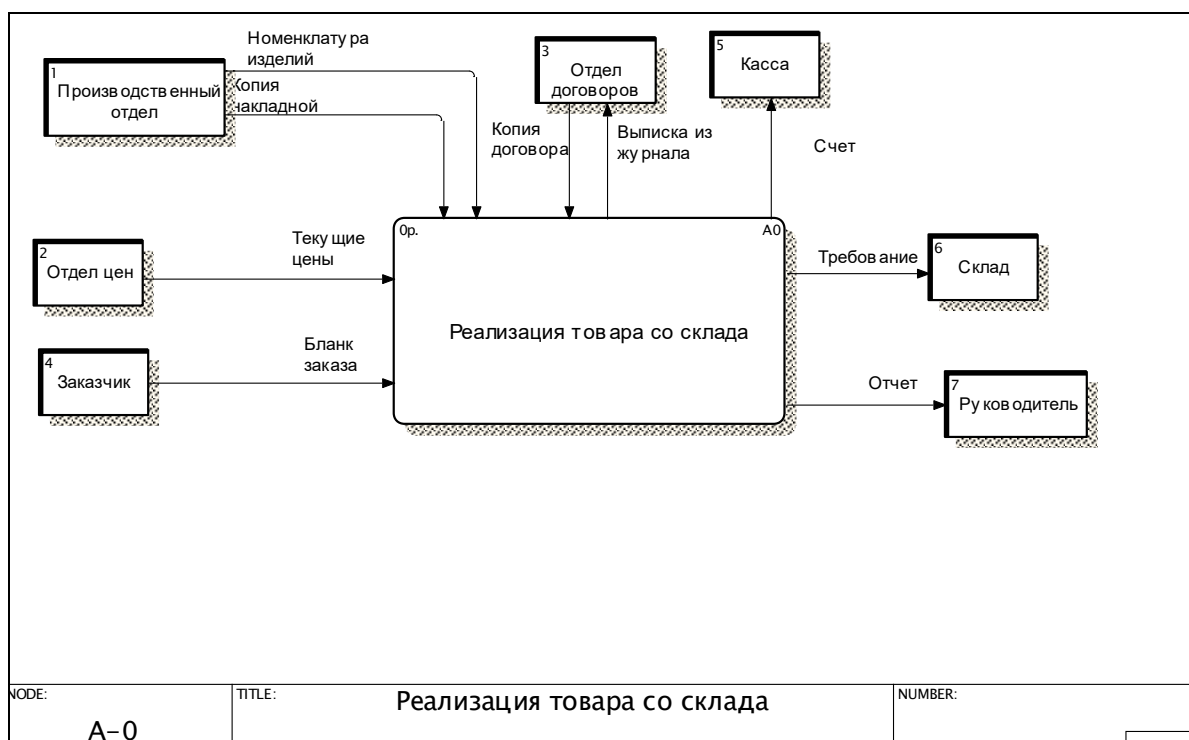 Номенклатура
изделий
1
Производственный
отдел
Копия
накладной
3
Отдел
договоров
5
Касса
Копия
договора
Выписка из
журнала
Счет
2
Отдел цен
Текущие
цены
0р.
A0
Требование
6
Склад
Реализация товара со склада
4
Заказчик
Бланк
заказа
Отчет
7
Руководитель
NODE:
TITLE:
Реализация товара со склада
NUMBER:
A-0